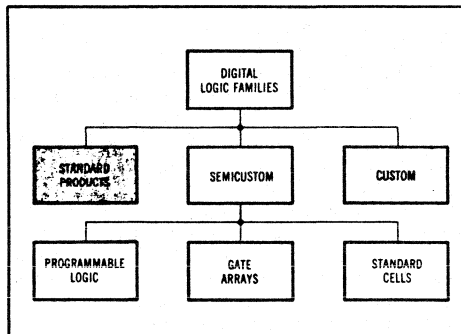 DIGITAL
LOGIC FAMILIES
STANDARD
PRODUCTS
SEMICUSTOM
CUSTOM
PROGRAMMABLE
LOGIC
GATE
ARRAYS
STANDARD
CELLS